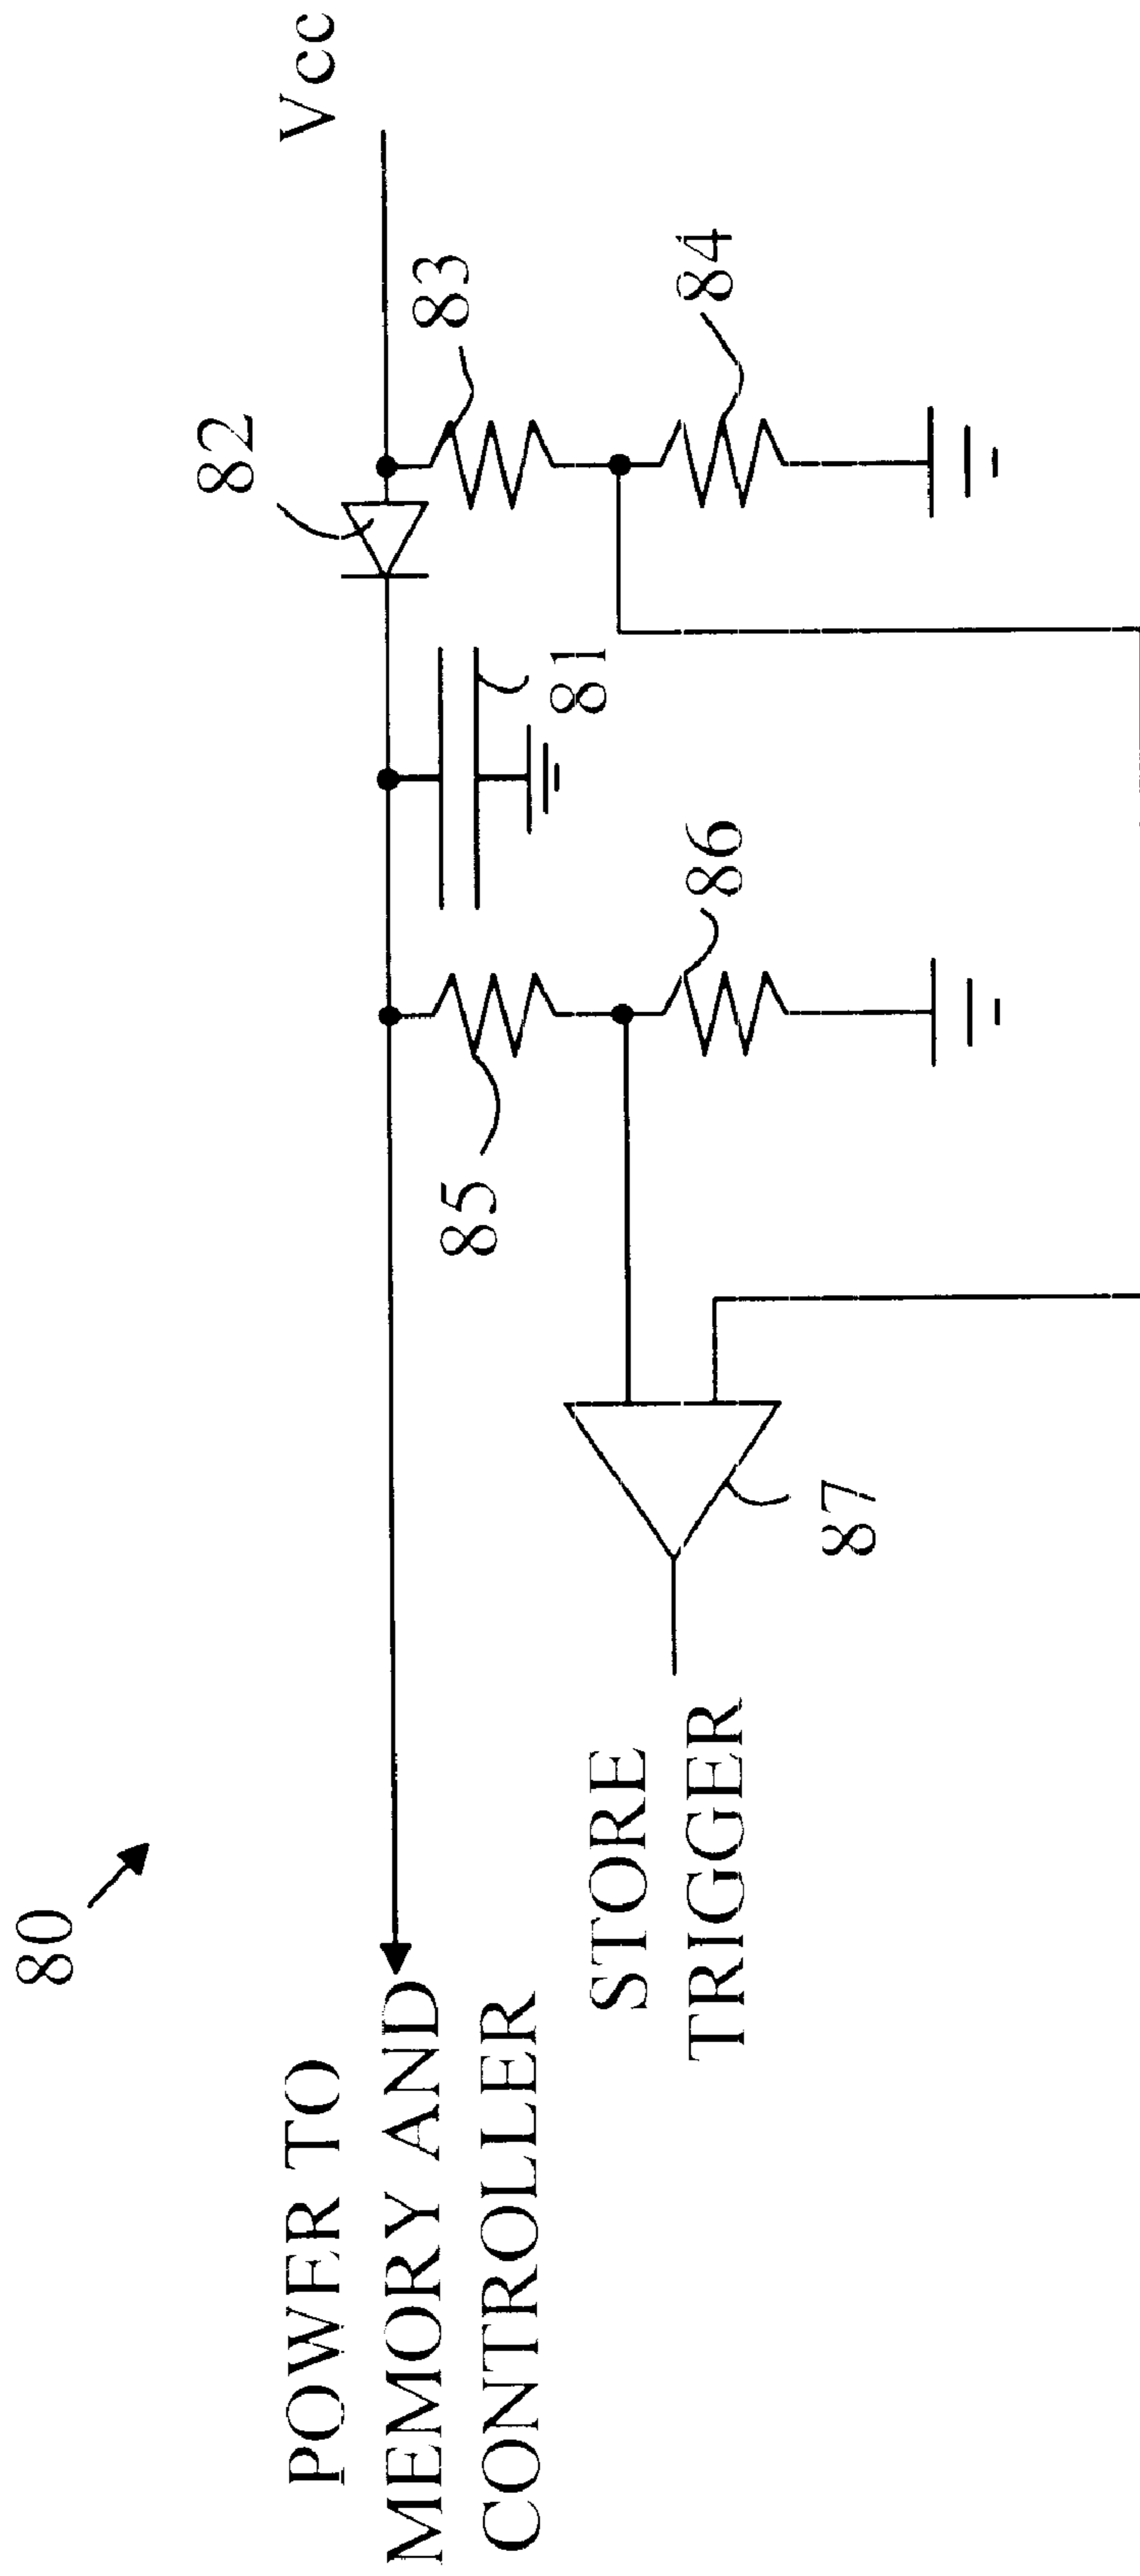 80
POWER TO
MEMORY AND
CONTROLLER
STORE
TRIGGER
87
85
86
81
82
83
84
Vcc